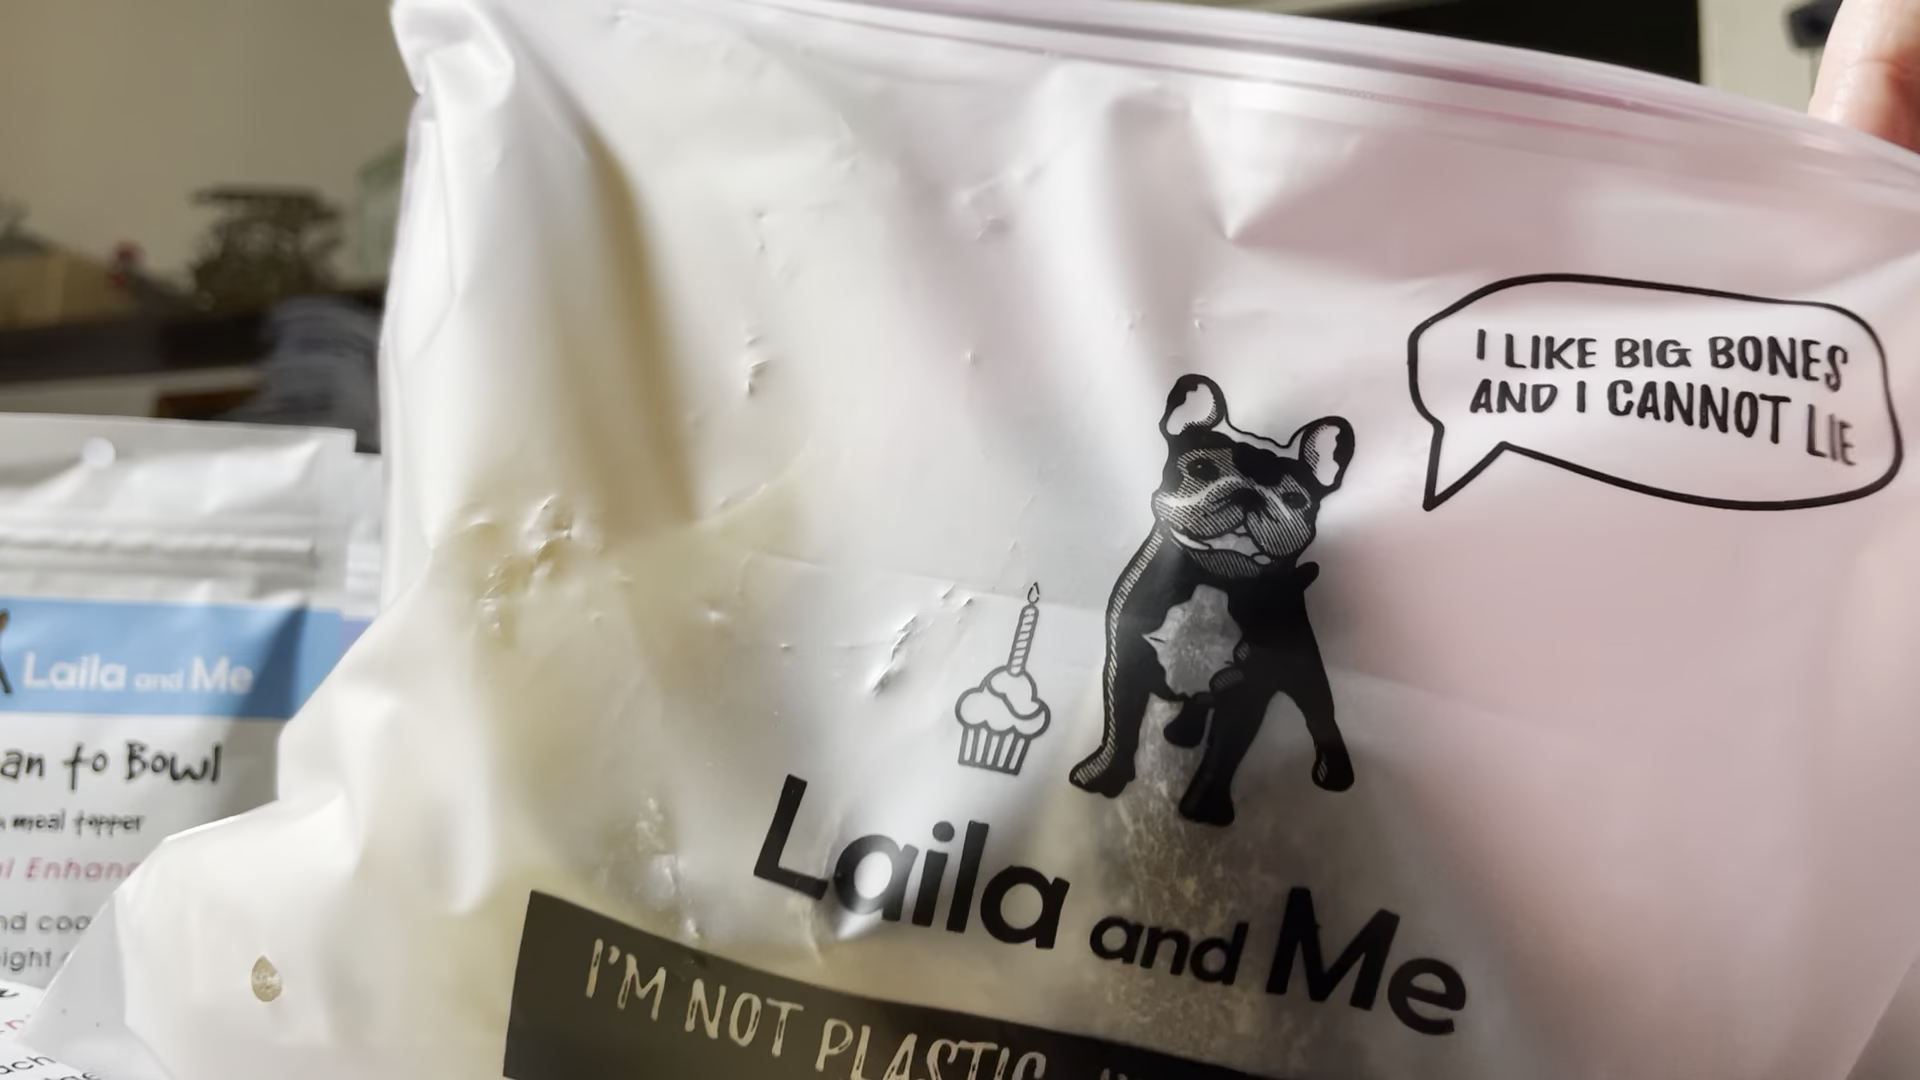 I LIKE BIG BONES
AND I CANNOT LIE
Laila and Me
I'M NOT PLASTIC
Laila and Me
to Bowl
meal topper